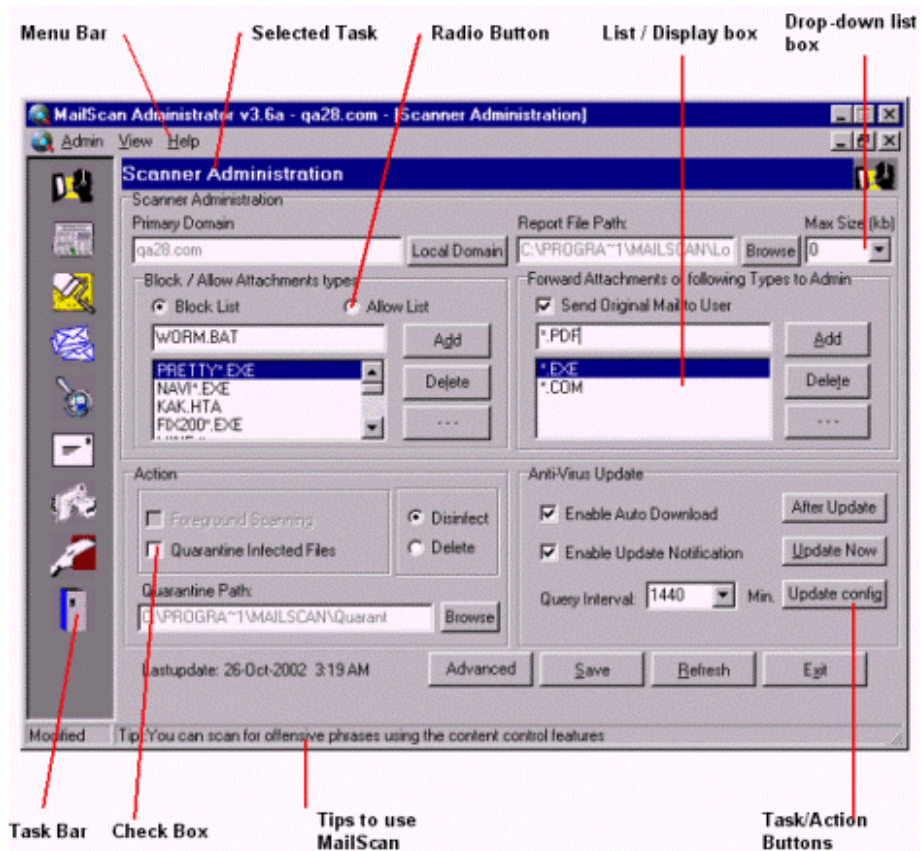 Menu Bar
Selected Task
Radio Button
List / Display box
Drop-down list
box
MailScan Administrator v3.6a - qa28.com - [Scanner Administration]
Admin View Help
Scanner Administration
Scanner Administration
Primary Domain
Report File Path:
Max Size (kb)
qa28.com
Local Domain
C:\PROGRA~1\MAILSCAN\Lo
Browse
0
Block / Allow Attachments types
Forward Attachments of following Types to Admin
Block List
Allow List
Send Original Mail to User
WORM.BAT
Add
*.PDF
Add
PRETTY*.EXE
NAVI*.EXE
KAK.HTA
FIX200*.EXE
Delete
...
*.EXE
*.COM
Delete
...
Action
Foreground Scanning
Quarantine Infected Files
Disinfect
Delete
Quarantine Path:
C:\PROGRA~1\MAILSCAN\Quarant
Browse
Anti-Virus Update
Enable Auto Download
After Update
Enable Update Notification
Update Now
Query Interval: 1440 Min.
Update config
Lastupdate: 26-Oct-2002 3:19 AM
Advanced
Save
Refresh
Exit
Modified
Tip:You can scan for offensive phrases using the content control features
Task Bar
Check Box
Tips to use
MailScan
Task/Action
Buttons